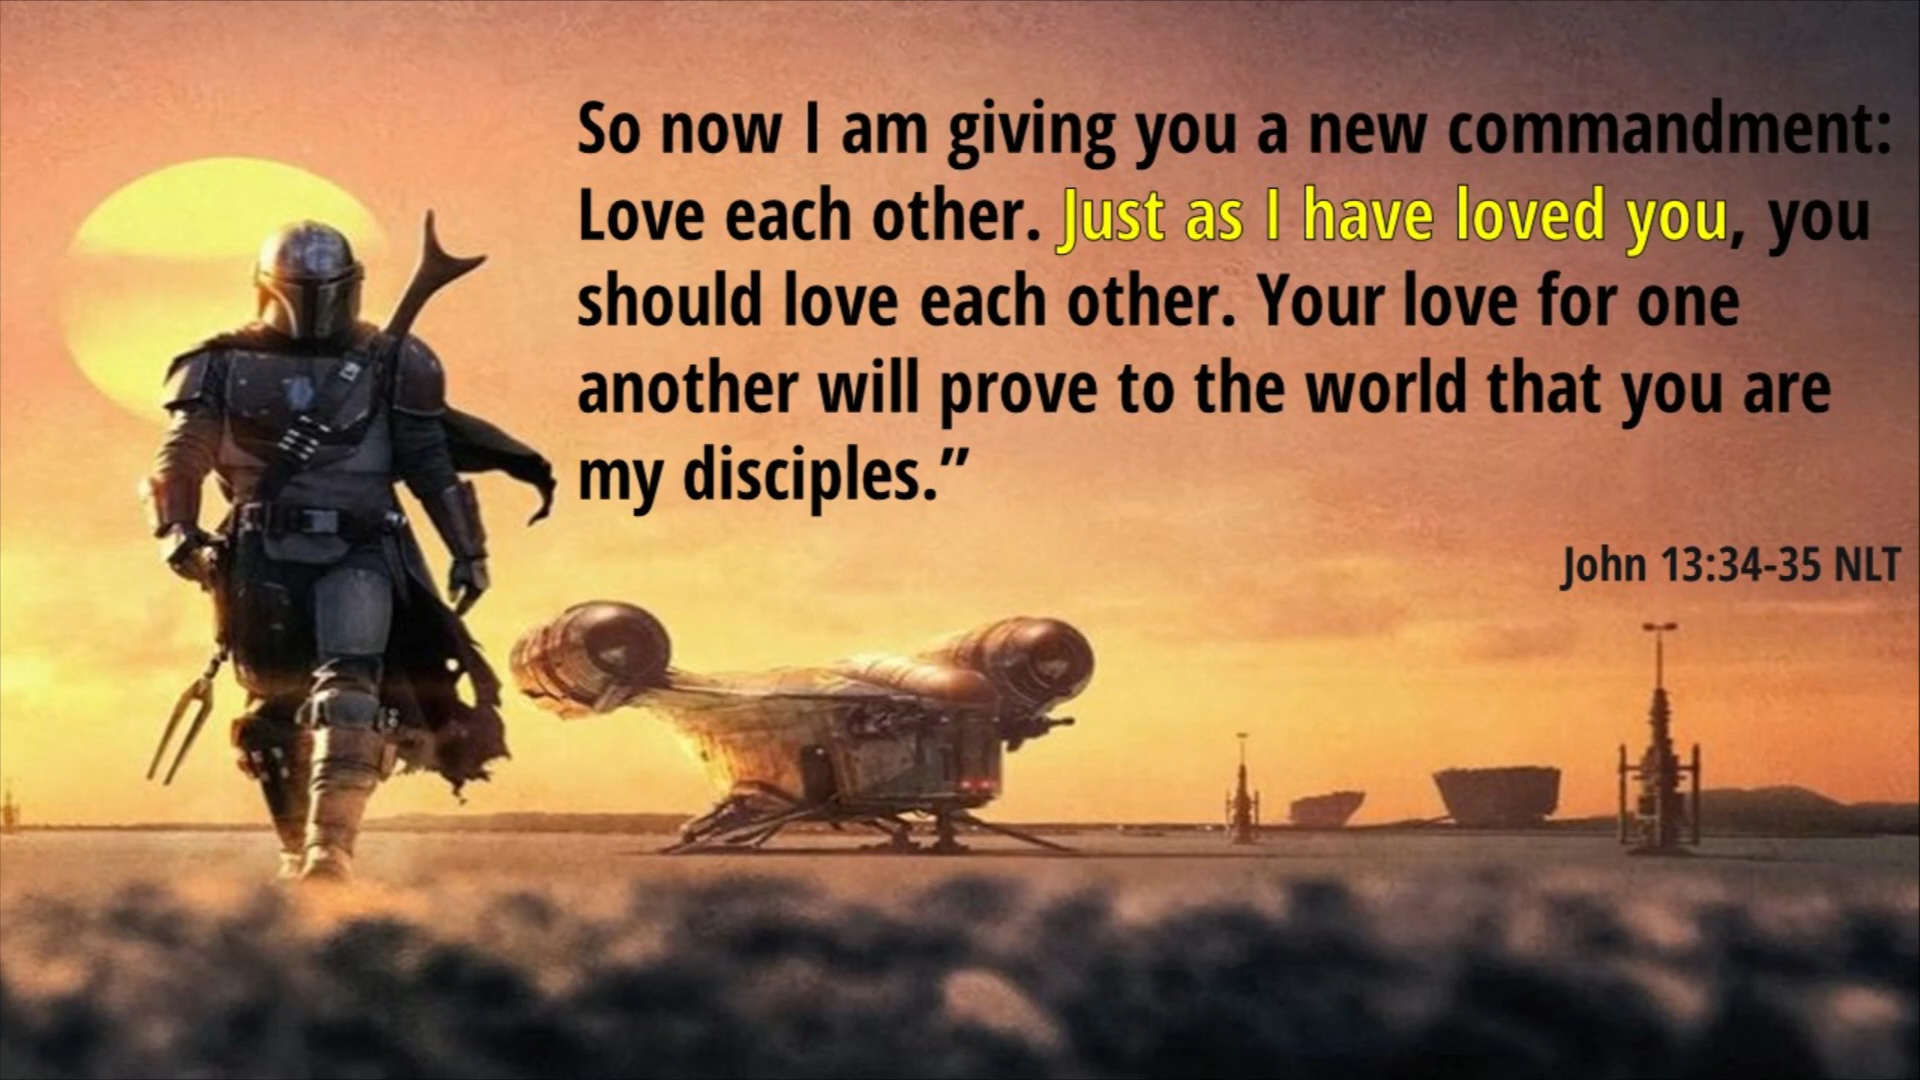 So now I am giving you a new commandment:
Love each other. Just as I have loved you, you
should love each other. Your love for one
another will prove to the world that you are
my disciples.”
John 13:34-35 NLT